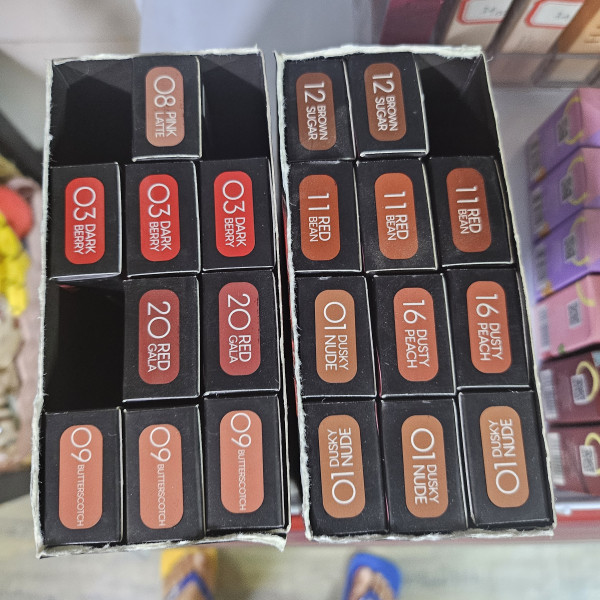 08 PINK
LATTE
03 DARK
BERRY
03 DARK
BERRY
03 DARK
BERRY
20 RED
GALA
20 RED
GALA
09 BUTTERSCOTCH
09 BUTTERSCOTCH
09 BUTTERSCOTCH
12 BROWN
SUGAR
12 BROWN
SUGAR
11 RED
BEAN
11 RED
BEAN
11 RED
BEAN
01 DUSKY
NUDE
16 DUSTY
PEACH
16 DUSTY
PEACH
01 DUSKY
NUDE
01 DUSKY
NUDE
01 DUSKY
NUDE